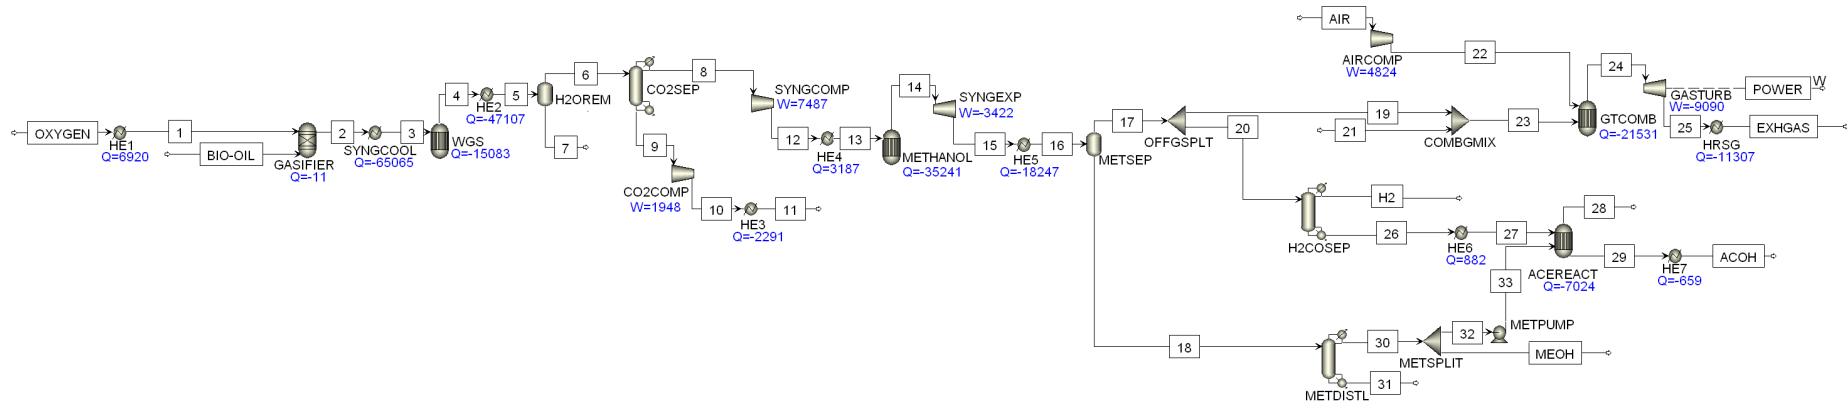 OXYGEN
HE1
Q=6920
1
BIO-OIL
GASIFIER
Q=-11
2
SYNGCOOL
Q=-65065
3
WGS
Q=-15083
4
HE2
Q=-47107
5
H2OREM
6
7
CO2SEP
8
9
CO2COMP
W=1948
10
HE3
Q=-2291
11
SYNGCOMP
W=7487
12
HE4
Q=3187
13
METHANOL
Q=-35241
14
SYNGEXP
W=-3422
15
HE5
Q=-18247
16
METSEP
17
18
OFFGSPLT
19
20
21
COMBGMIX
23
AIR
AIRCOMP
W=4824
22
GTCOMB
Q=-21531
24
GASTURB
W=-9090
POWER
W
25
HRSG
Q=-11307
EXHGAS
H2COSEP
H2
26
HE6
Q=882
27
ACEREACT
Q=-7024
28
29
HE7
Q=-659
ACOH
33
METPUMP
32
METSPLIT
MEOH
30
METDISTL
31